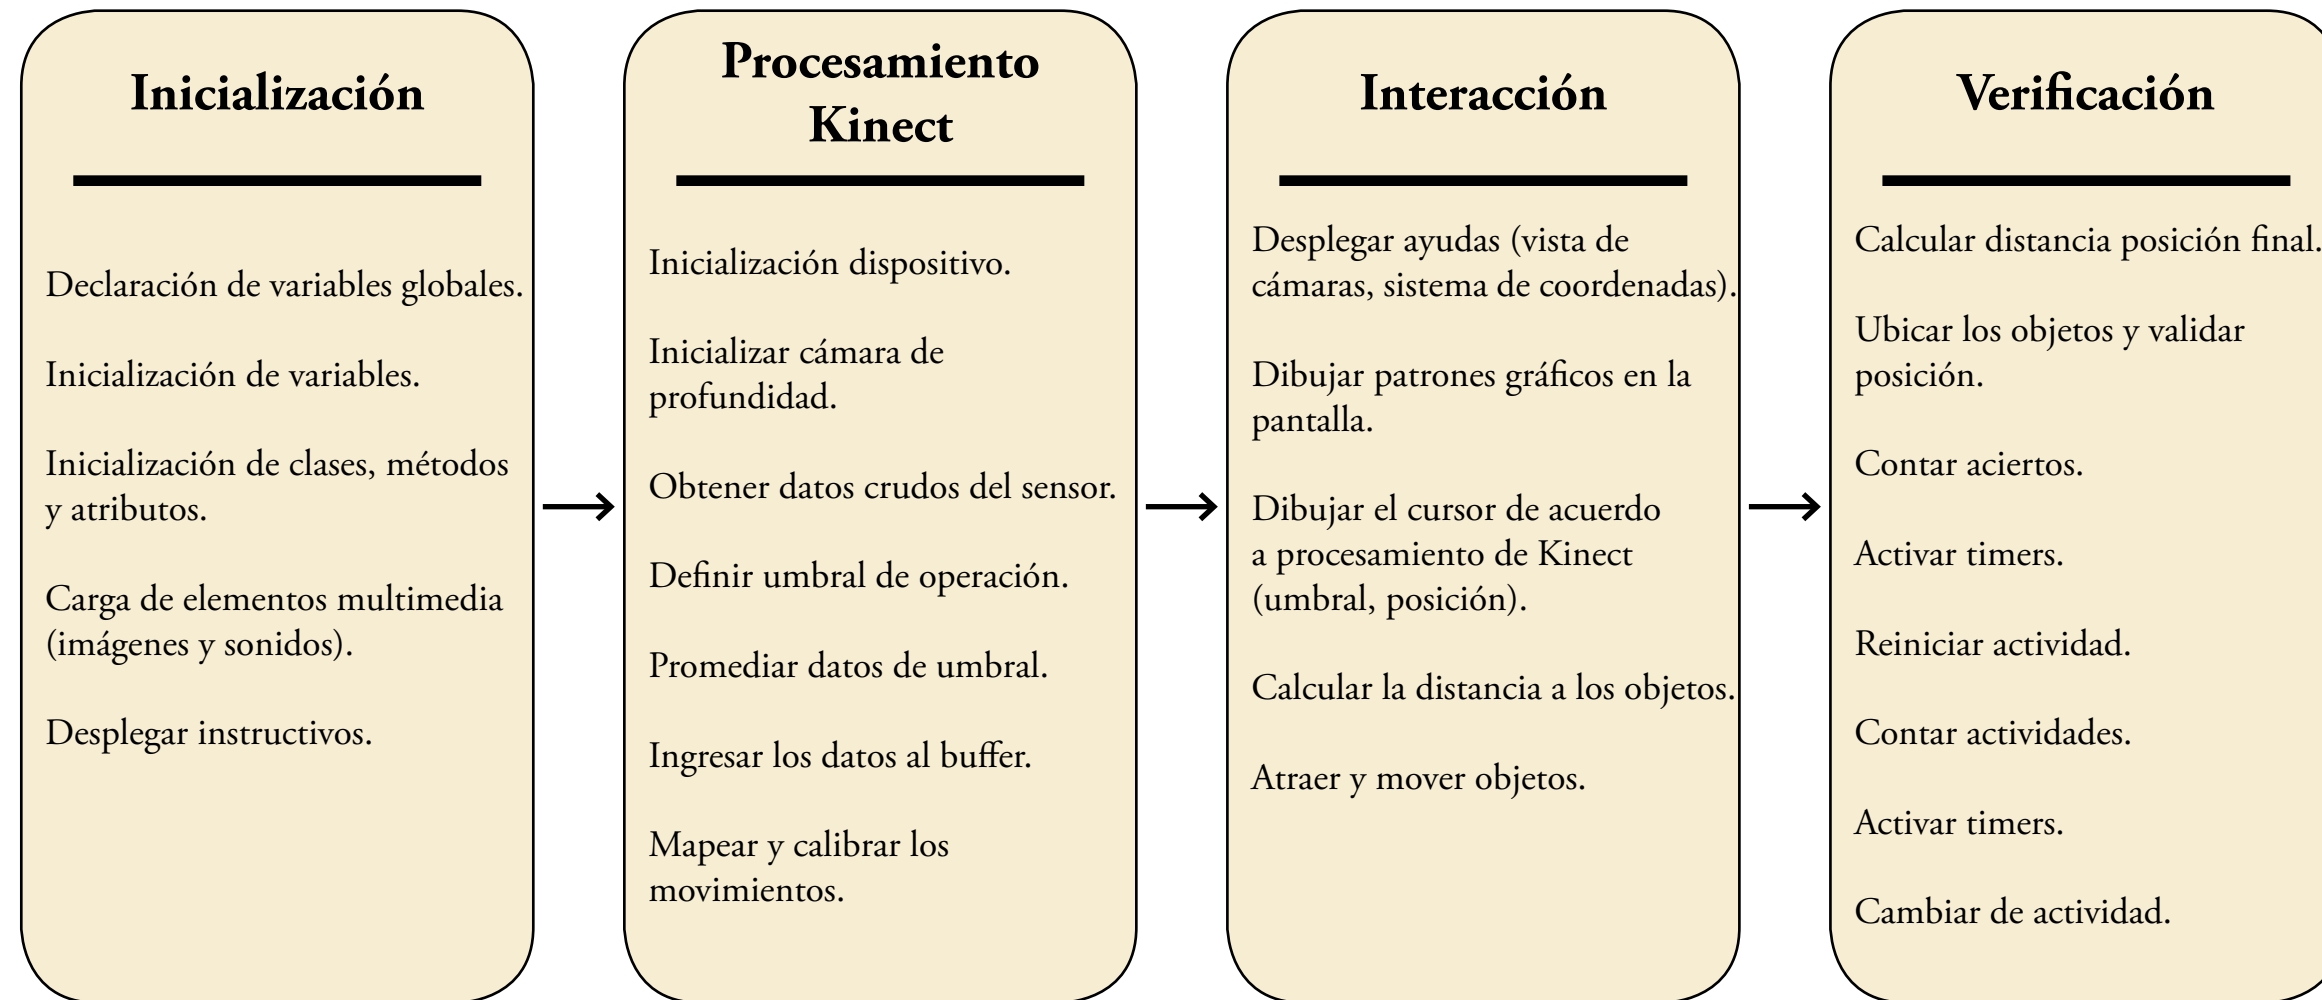 Inicialización
Declaración de variables globales.
Inicialización de variables.
Inicialización de clases, métodos
y atributos.
Carga de elementos multimedia
(imágenes y sonidos).
Desplegar instructivos.
Procesamiento
Kinect
Inicialización dispositivo.
Inicializar cámara de
profundidad.
Obtener datos crudos del sensor.
Definir umbral de operación.
Promediar datos de umbral.
Ingresar los datos al buffer.
Mapear y calibrar los
movimientos.
Interacción
Desplegar ayudas (vista de
cámaras, sistema de coordenadas).
Dibujar patrones gráficos en la
pantalla.
Dibujar el cursor de acuerdo
a procesamiento de Kinect
(umbral, posición).
Calcular la distancia a los objetos.
Atraer y mover objetos.
Verificación
Calcular distancia posición final.
Ubicar los objetos y validar
posición.
Contar aciertos.
Activar timers.
Reiniciar actividad.
Contar actividades.
Activar timers.
Cambiar de actividad.